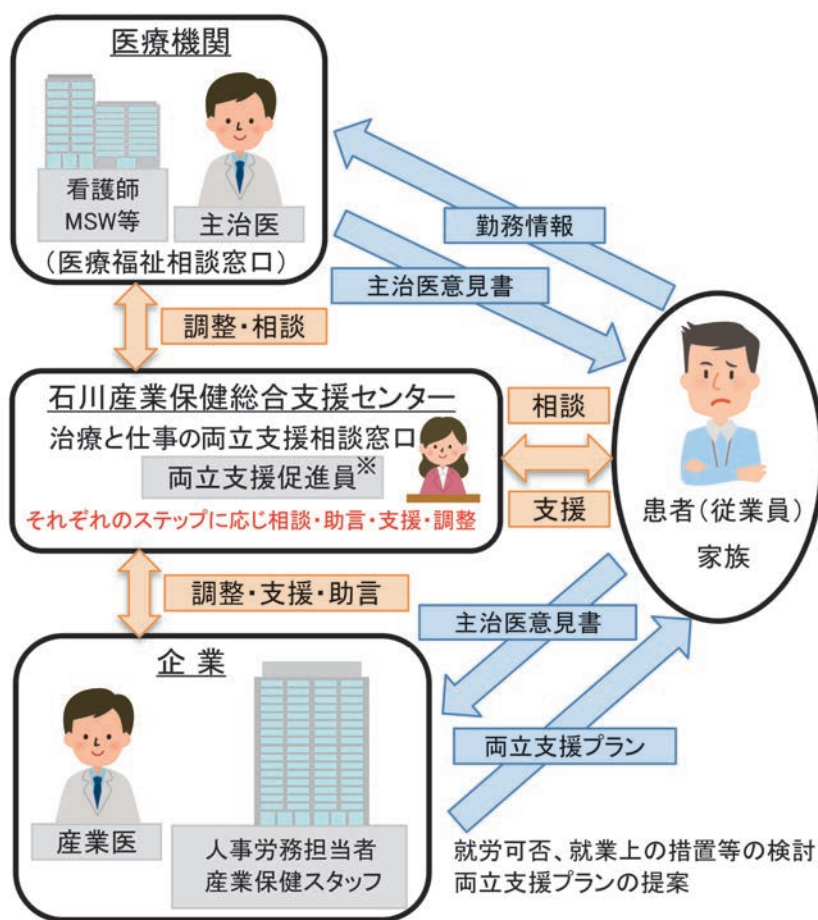 医療機関
看護師
MSW等
主治医
(医療福祉相談窓口)
勤務情報
主治医意見書
調整・相談
石川産業保健総合支援センター
治療と仕事の両立支援相談窓口
両立支援促進員※
それぞれのステップに応じ相談・助言・支援・調整
相談
支援
患者(従業員)
家族
調整・支援・助言
主治医意見書
両立支援プラン
企業
産業医
人事労務担当者
産業保健スタッフ
就労可否、就業上の措置等の検討
両立支援プランの提案